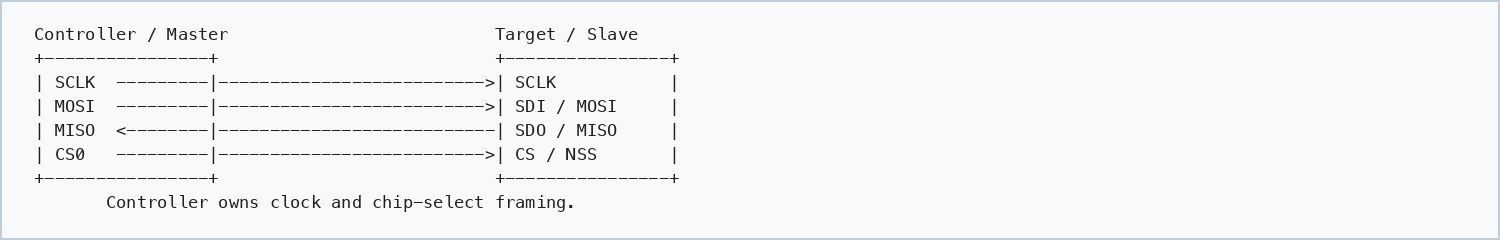 Controller / Master                          Target / Slave
+----------------+                           +----------------+
| SCLK  ---------|-------------------------->| SCLK           |
| MOSI  ---------|-------------------------->| SDI / MOSI     |
| MISO  <--------|---------------------------| SDO / MISO     |
| CS0   ---------|-------------------------->| CS / NSS       |
+----------------+                           +----------------+
       Controller owns clock and chip-select framing.